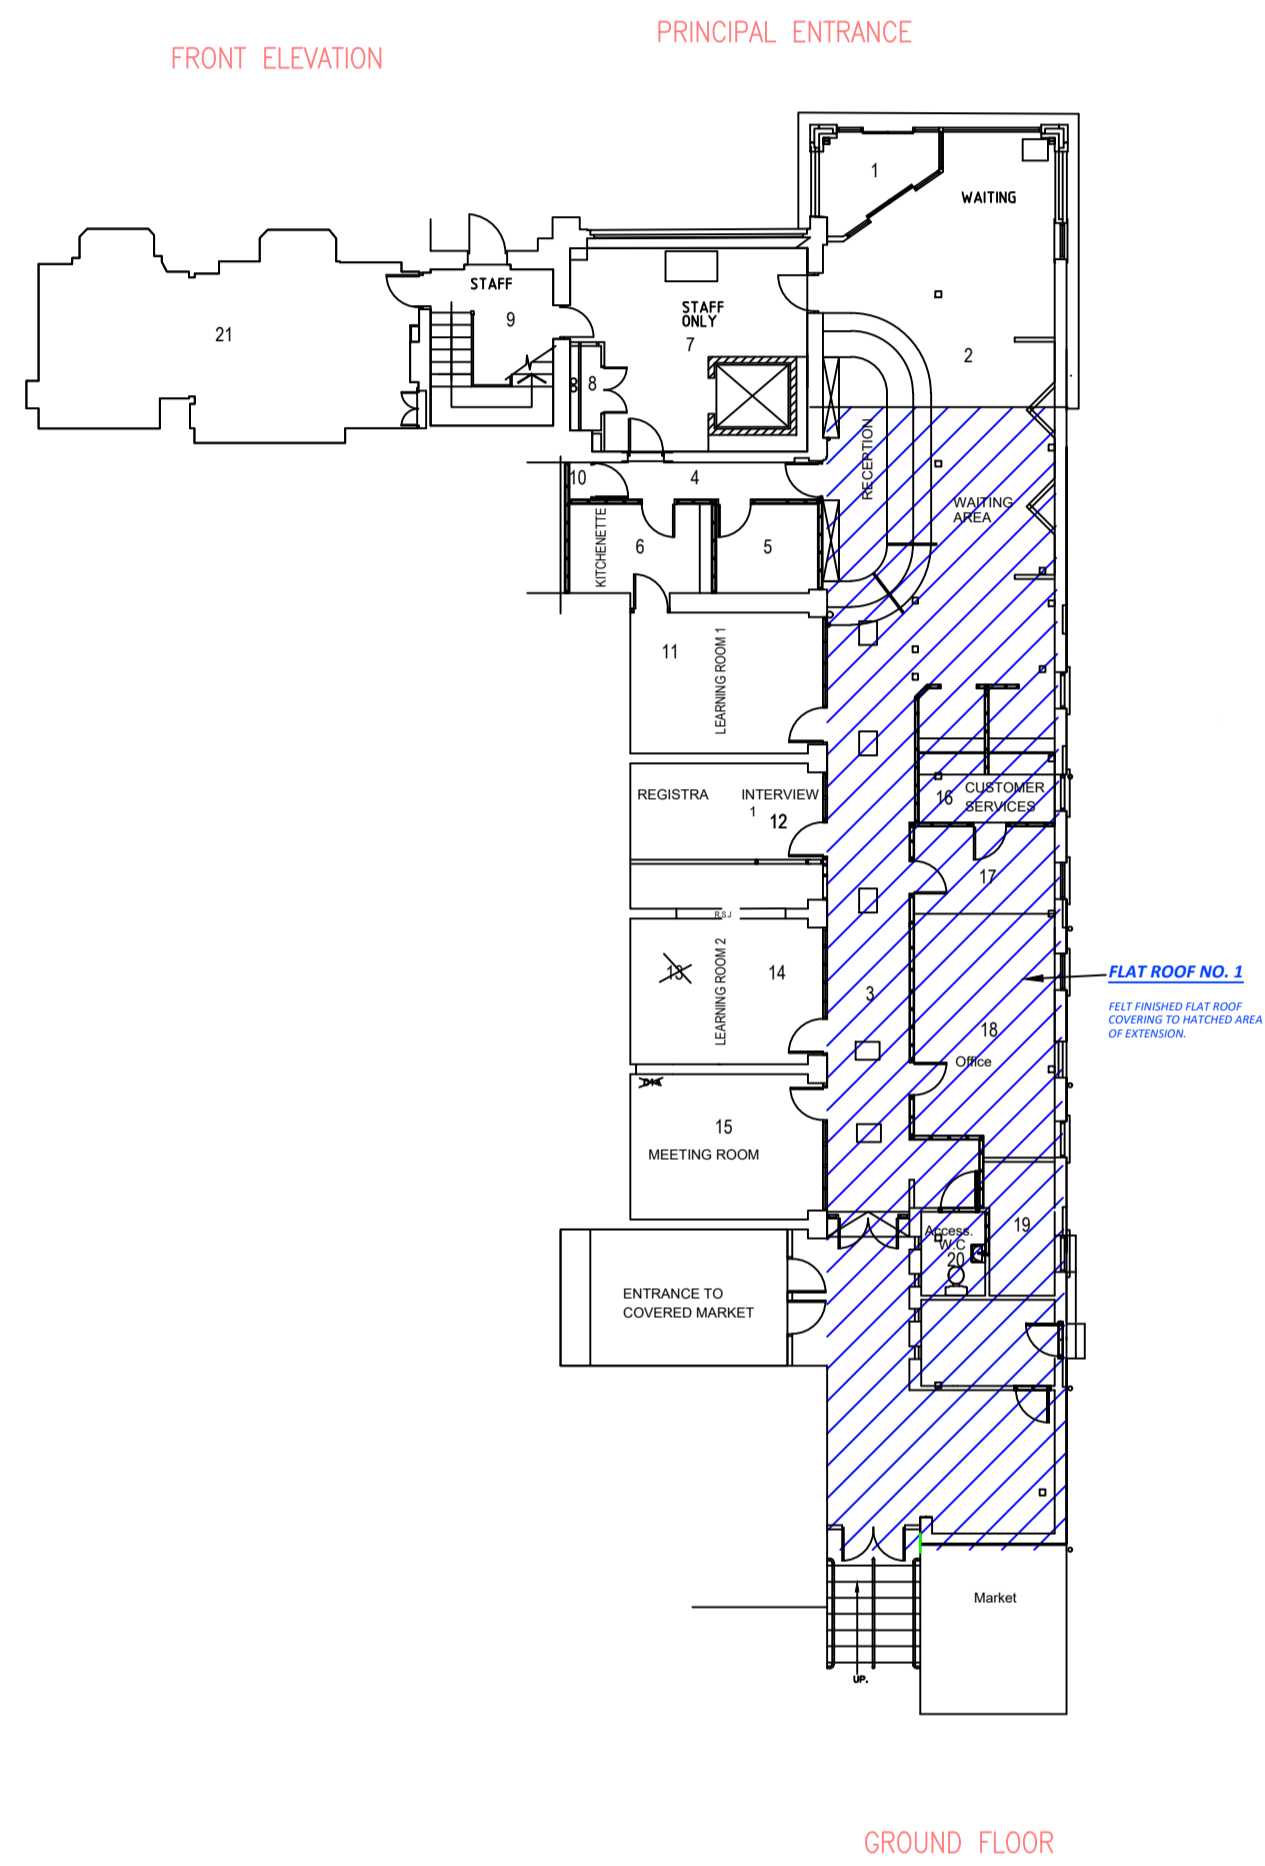 PRINCIPAL ENTRANCE
FRONT ELEVATION
1
WAITING
STAFF
9
STAFF
ONLY
7
21
2
8
RECEPTION
10
4
WAITING
AREA
KITCHENETTE
6
5
11
LEARNING ROOM 1
REGISTRA
INTERVIEW
1
12
16
CUSTOMER
SERVICES
17
R.S.J
13
LEARNING ROOM 2
14
3
FLAT ROOF NO. 1
FELT FINISHED FLAT ROOF
COVERING TO HATCHED AREA
OF EXTENSION.
18
Office
15
MEETING ROOM
19
Access.
W.C
20
ENTRANCE TO
COVERED MARKET
Market
UP.
GROUND FLOOR